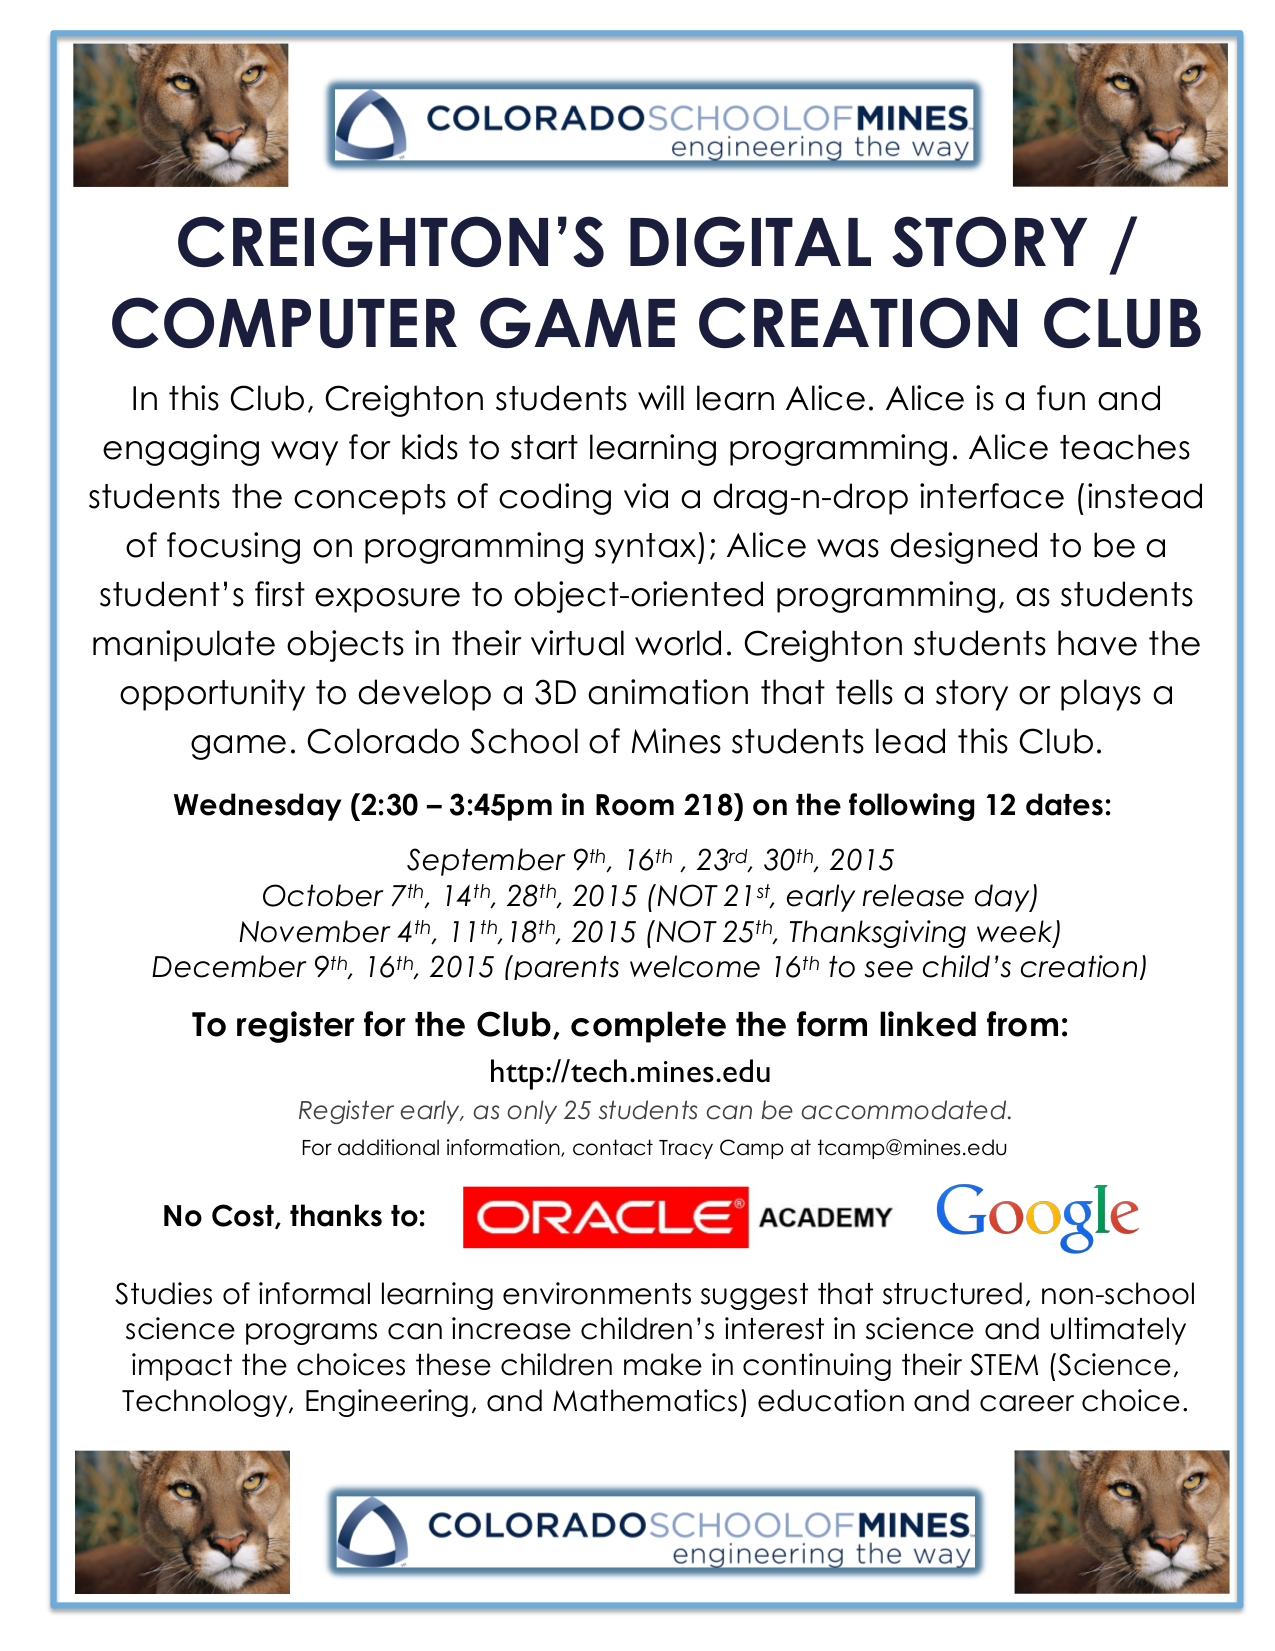 COLORADOSCHOOLOFMINES
engineering the way
CREIGHTON’S DIGITAL STORY /
COMPUTER GAME CREATION CLUB
In this Club, Creighton students will learn Alice. Alice is a fun and
engaging way for kids to start learning programming. Alice teaches
students the concepts of coding via a drag-n-drop interface (instead
of focusing on programming syntax); Alice was designed to be a
student’s first exposure to object-oriented programming, as students
manipulate objects in their virtual world. Creighton students have the
opportunity to develop a 3D animation that tells a story or plays a
game. Colorado School of Mines students lead this Club.
Wednesday (2:30 – 3:45pm in Room 218) on the following 12 dates:
September 9th, 16th , 23rd, 30th, 2015
October 7th, 14th, 28th, 2015 (NOT 21st, early release day)
November 4th, 11th,18th, 2015 (NOT 25th, Thanksgiving week)
December 9th, 16th, 2015 (parents welcome 16th to see child’s creation)
To register for the Club, complete the form linked from:
http://tech.mines.edu
Register early, as only 25 students can be accommodated.
For additional information, contact Tracy Camp at tcamp@mines.edu
No Cost, thanks to: ORACLE® ACADEMY Google
Studies of informal learning environments suggest that structured, non-school
science programs can increase children’s interest in science and ultimately
impact the choices these children make in continuing their STEM (Science,
Technology, Engineering, and Mathematics) education and career choice.
COLORADOSCHOOLOFMINES
engineering the way